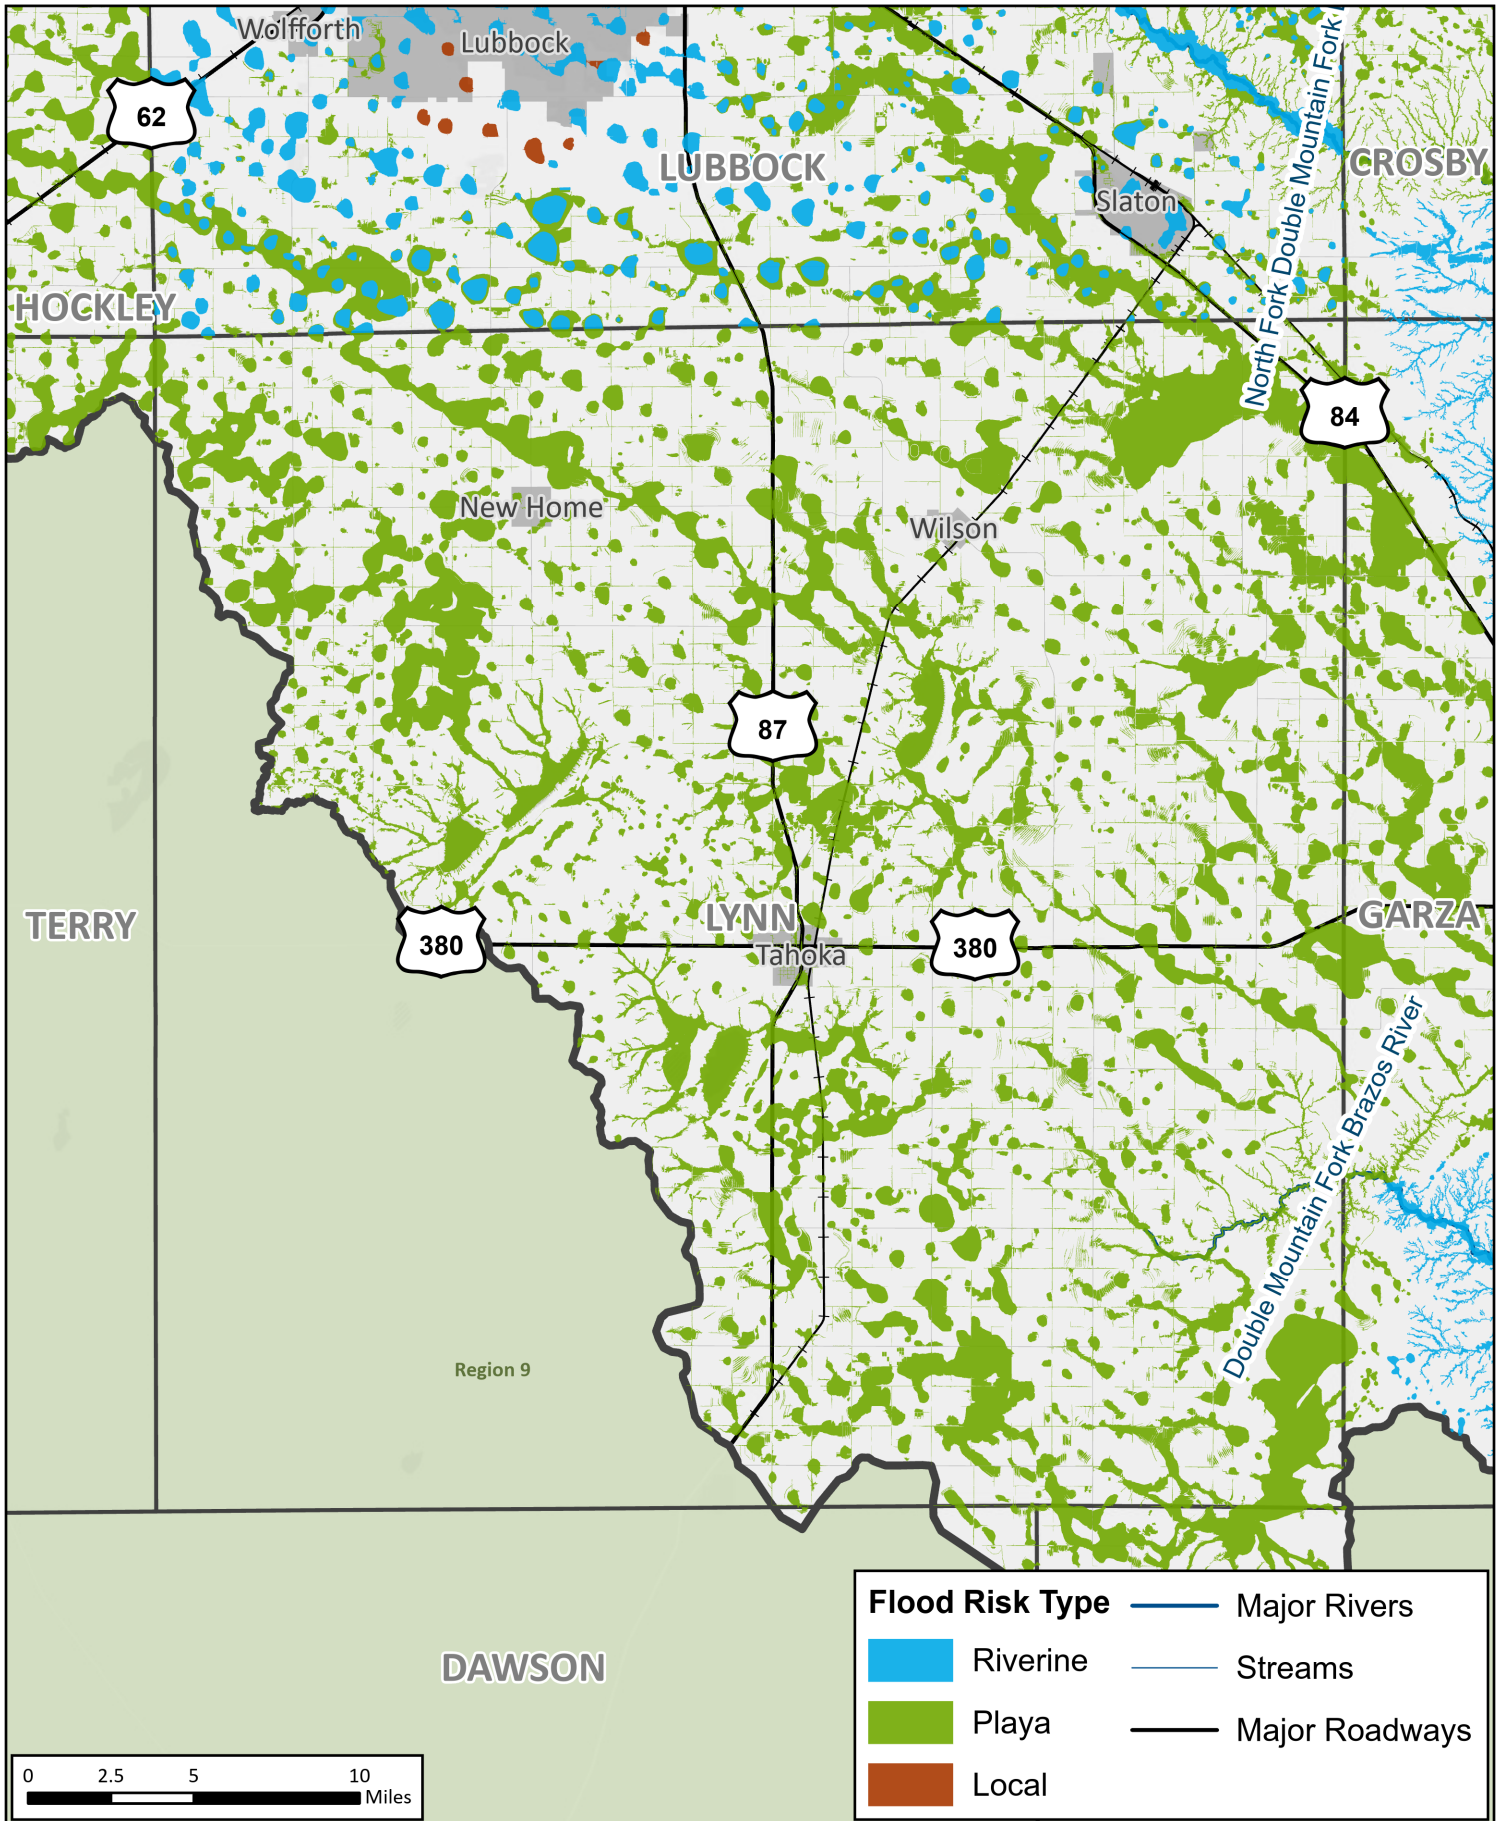 Wolfforth
Lubbock
62
LUBBOCK
CROSBY
Slaton
North Fork Double Mountain Fork
HOCKLEY
84
New Home
Wilson
87
TERRY
LYNN
GARZA
380
380
Tahoka
Double Mountain Fork Brazos River
Region 9
DAWSON
Flood Risk Type
Riverine
Playa
Local
Major Rivers
Streams
Major Roadways
0 2.5 5 10
Miles